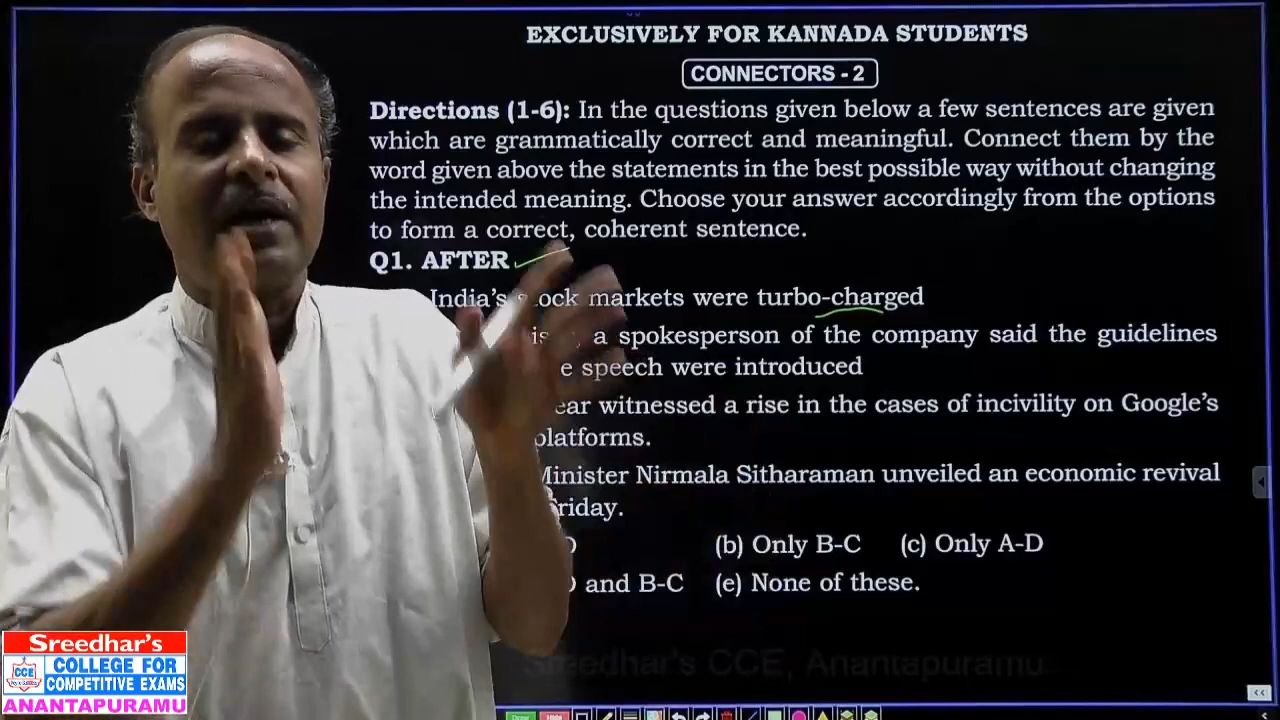 EXCLUSIVELY FOR KANNADA STUDENTS
CONNECTORS - 2
Directions (1-6): In the questions given below a few sentences are given
which are grammatically correct and meaningful. Connect them by the
word given above the statements in the best possible way without changing
the intended meaning. Choose your answer accordingly from the options
to form a correct, coherent sentence.
Q1. AFTER
India's stock markets were turbo-charged
a spokesperson of the company said the guidelines
speech were introduced
witnessed a rise in the cases of incivility on Google's
platforms.
Minister Nirmala Sitharaman unveiled an economic revival
Friday.
(b) Only B-C (c) Only A-D
and B-C (e) None of these.
Sreedhar's CCE, Anantapuramu
Sreedhar's
CCE
COLLEGE FOR
COMPETITIVE EXAMS
ANANTAPURAMU